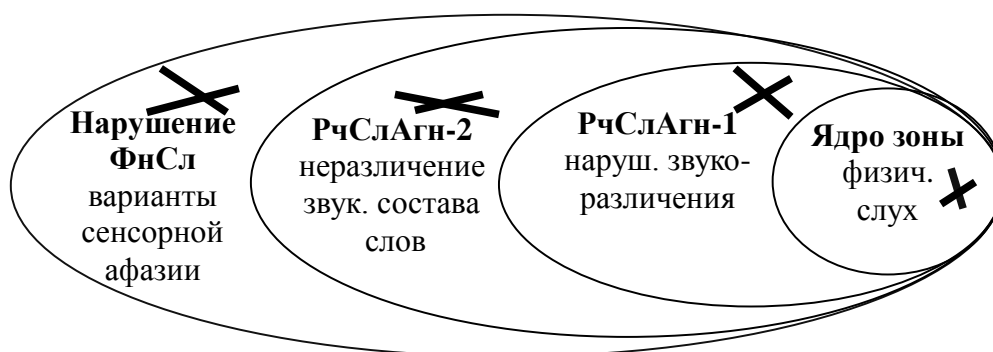 Нарушение
ФнСл
варианты
сенсорной
афазии
РчСлАгн-2
неразличение
звук. состава
слов
РчСлАгн-1
наруш. звуко-
различения
Ядро зоны
физич.
слух